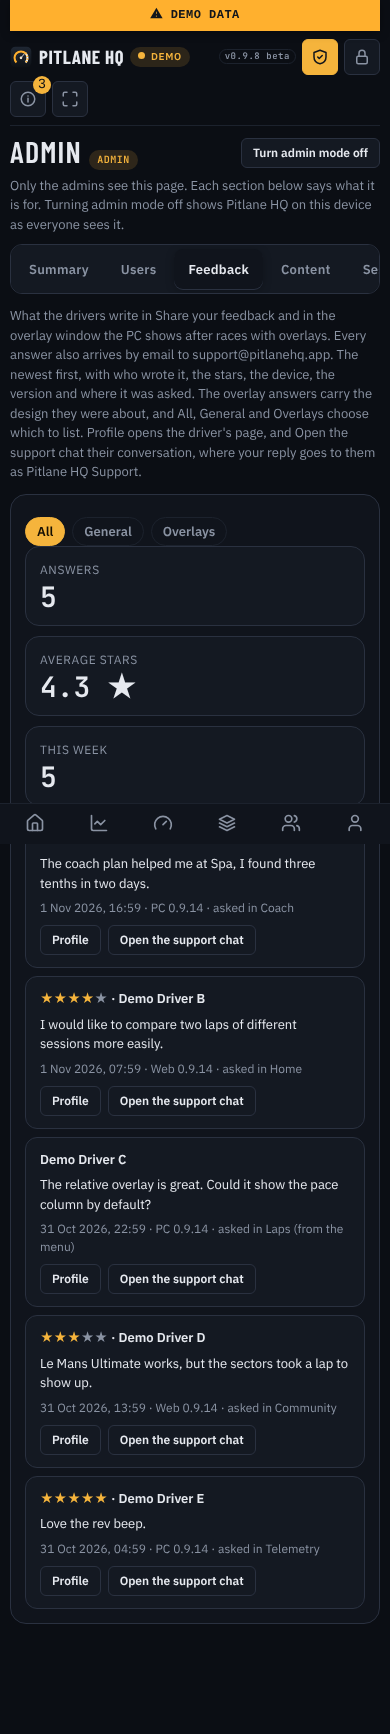 ⚠ DEMO DATA
PITLANE HQ DEMO v0.9.8 beta
3
ADMIN ADMIN Turn admin mode off
Only the admins see this page. Each section below says what it
is for. Turning admin mode off shows Pitlane HQ on this device
as everyone sees it.
Summary Users Feedback Content Se
What the drivers write in Share your feedback and in the
overlay window the PC shows after races with overlays. Every
answer also arrives by email to support@pitlanehq.app. The
newest first, with who wrote it, the stars, the device, the
version and where it was asked. The overlay answers carry the
design they were about, and All, General and Overlays choose
which to list. Profile opens the driver's page, and Open the
support chat their conversation, where your reply goes to them
as Pitlane HQ Support.
All General Overlays
ANSWERS
5
AVERAGE STARS
4.3 ★
THIS WEEK
5
The coach plan helped me at Spa, I found three
tenths in two days.
1 Nov 2026, 16:59 · PC 0.9.14 · asked in Coach
Profile Open the support chat
★★★★★ · Demo Driver B
I would like to compare two laps of different
sessions more easily.
1 Nov 2026, 07:59 · Web 0.9.14 · asked in Home
Profile Open the support chat
Demo Driver C
The relative overlay is great. Could it show the pace
column by default?
31 Oct 2026, 22:59 · PC 0.9.14 · asked in Laps (from the
menu)
Profile Open the support chat
★★★★★ · Demo Driver D
Le Mans Ultimate works, but the sectors took a lap to
show up.
31 Oct 2026, 13:59 · Web 0.9.14 · asked in Community
Profile Open the support chat
★★★★★ · Demo Driver E
Love the rev beep.
31 Oct 2026, 04:59 · PC 0.9.14 · asked in Telemetry
Profile Open the support chat